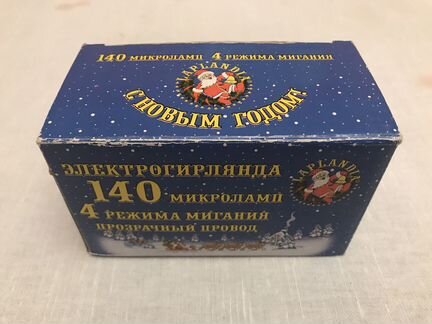 140 МИКРОЛАМП 4 РЕЖИМА МИГАНИЯ
LAPLANDIA
С НОВЫМ ГОДОМ!
ЭЛЕКТРОГИРЛЯНДА
140 МИКРОЛАМП
4 РЕЖИМА МИГАНИЯ
ПРОЗРАЧНЫЙ ПРОВОД
LAPLANDIA